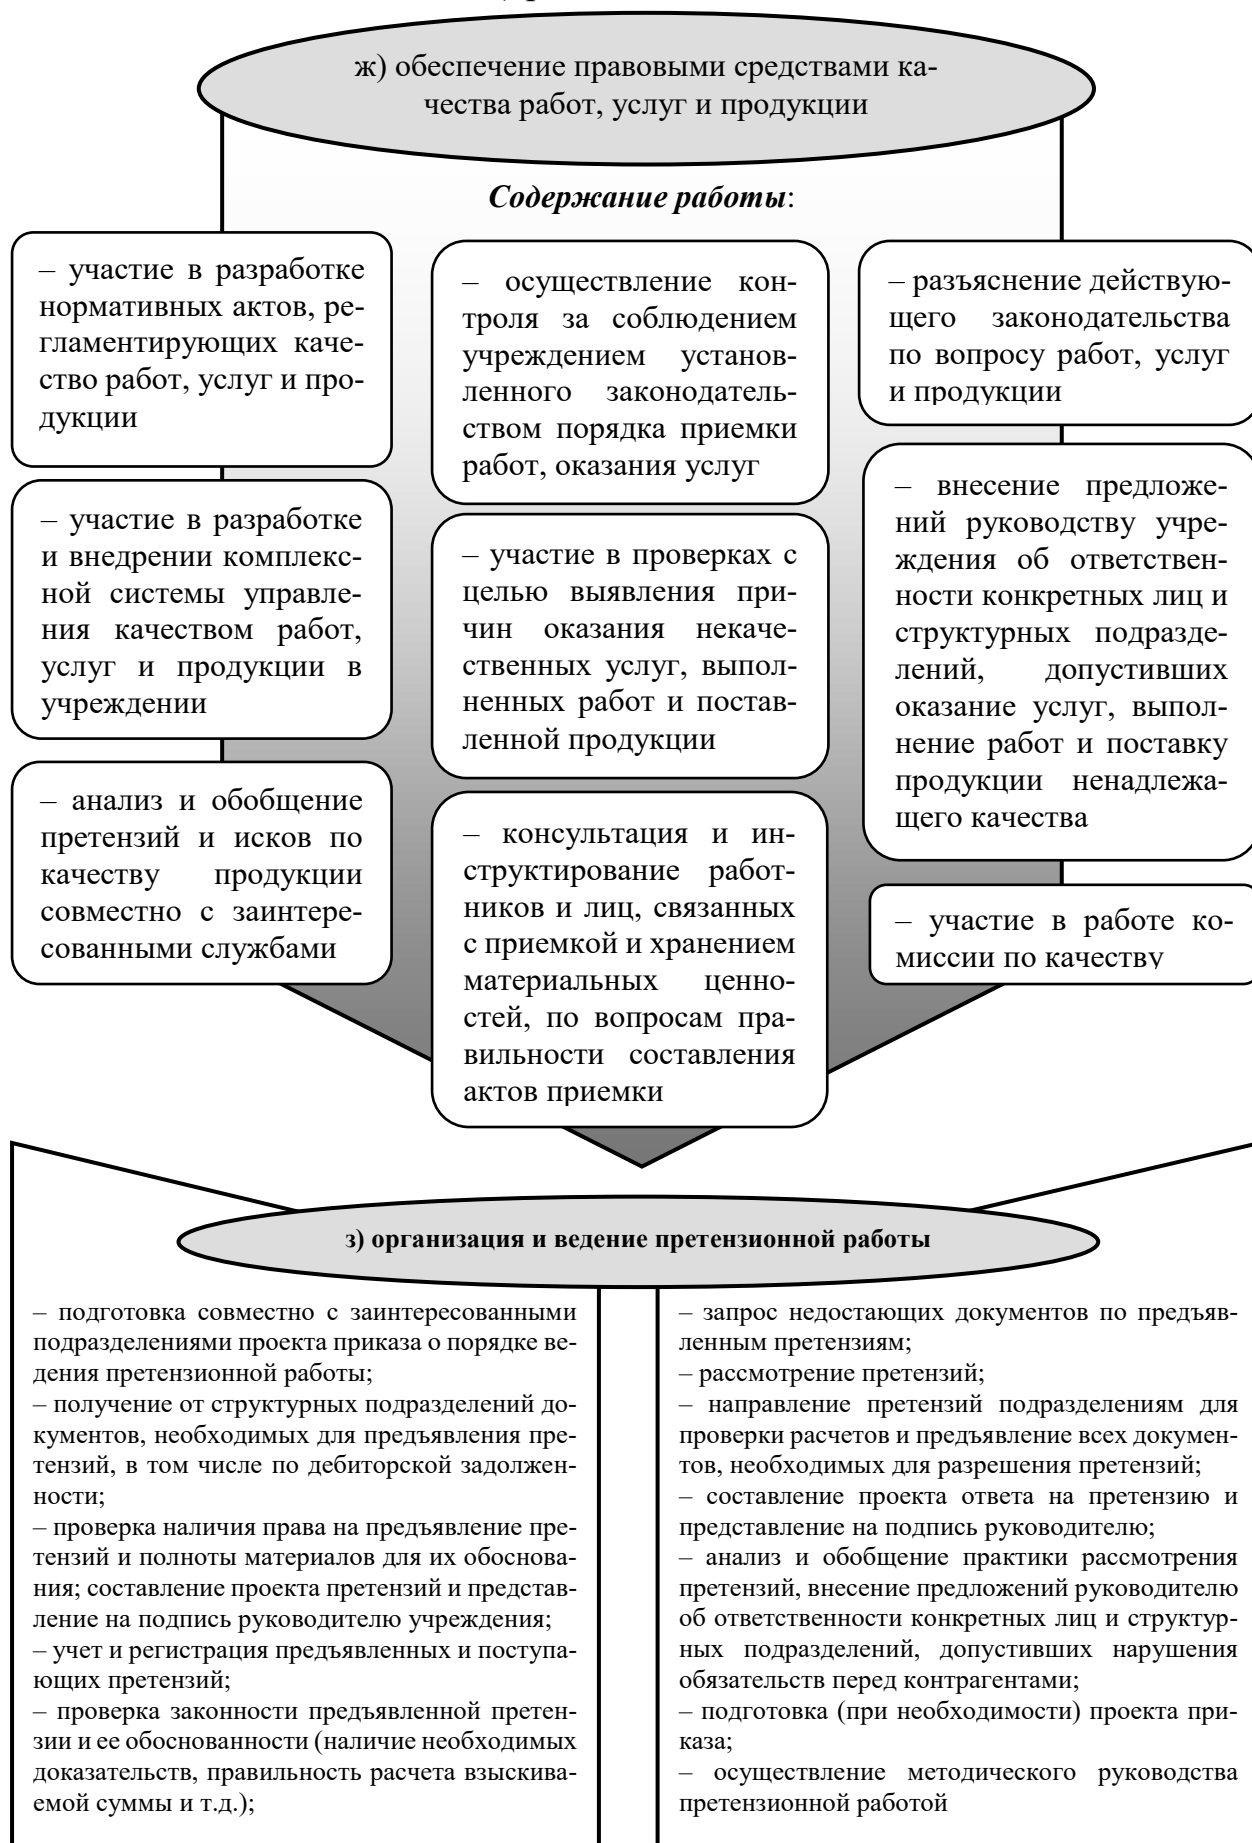 ж) обеспечение правовыми средствами ка-
чества работ, услуг и продукции
Содержание работы:
– участие в разработке
нормативных актов, ре-
гламентирующих каче-
ство работ, услуг и про-
дукции
– участие в разработке
и внедрении комплекс-
ной системы управле-
ния качеством работ,
услуг и продукции в
учреждении
– анализ и обобщение
претензий и исков по
качеству продукции
совместно с заинтере-
сованными службами
– осуществление кон-
троля за соблюдением
учреждением установ-
ленного законодатель-
ством порядка приемки
работ, оказания услуг
– участие в проверках с
целью выявления при-
чин оказания некаче-
ственных услуг, выпол-
ненных работ и постав-
ленной продукции
– консультация и ин-
структирование работ-
ников и лиц, связанных
с приемкой и хранением
материальных ценно-
стей, по вопросам пра-
вильности составления
актов приемки
– разъяснение действую-
щего законодательства
по вопросу работ, услуг
и продукции
– внесение предложе-
ний руководству учре-
ждения об ответствен-
ности конкретных лиц и
структурных подразде-
лений, допустивших
оказание услуг, выпол-
нение работ и поставку
продукции ненадлежа-
щего качества
– участие в работе ко-
миссии по качеству
з) организация и ведение претензионной работы
– подготовка совместно с заинтересованными
подразделениями проекта приказа о порядке ве-
дения претензионной работы;
– получение от структурных подразделений до-
кументов, необходимых для предъявления пре-
тензий, в том числе по дебиторской задолжен-
ности;
– проверка наличия права на предъявление пре-
тензий и полноты материалов для их обоснова-
ния; составление проекта претензий и представ-
ление на подпись руководителю учреждения;
– учет и регистрация предъявленных и поступа-
ющих претензий;
– проверка законности предъявленной претен-
зии и ее обоснованности (наличие необходимых
доказательств, правильность расчета взыскива-
емой суммы и т.д.);
– запрос недостающих документов по предъяв-
ленным претензиям;
– рассмотрение претензий;
– направление претензий подразделениям для
проверки расчетов и предъявление всех докумен-
тов, необходимых для разрешения претензий;
– составление проекта ответа на претензию и
представление на подпись руководителю;
– анализ и обобщение практики рассмотрения
претензий, внесение предложений руководителю
об ответственности конкретных лиц и структур-
ных подразделений, допустивших нарушения
обязательств перед контрагентами;
– подготовка (при необходимости) проекта при-
каза;
– осуществление методического руководства
претензионной работой